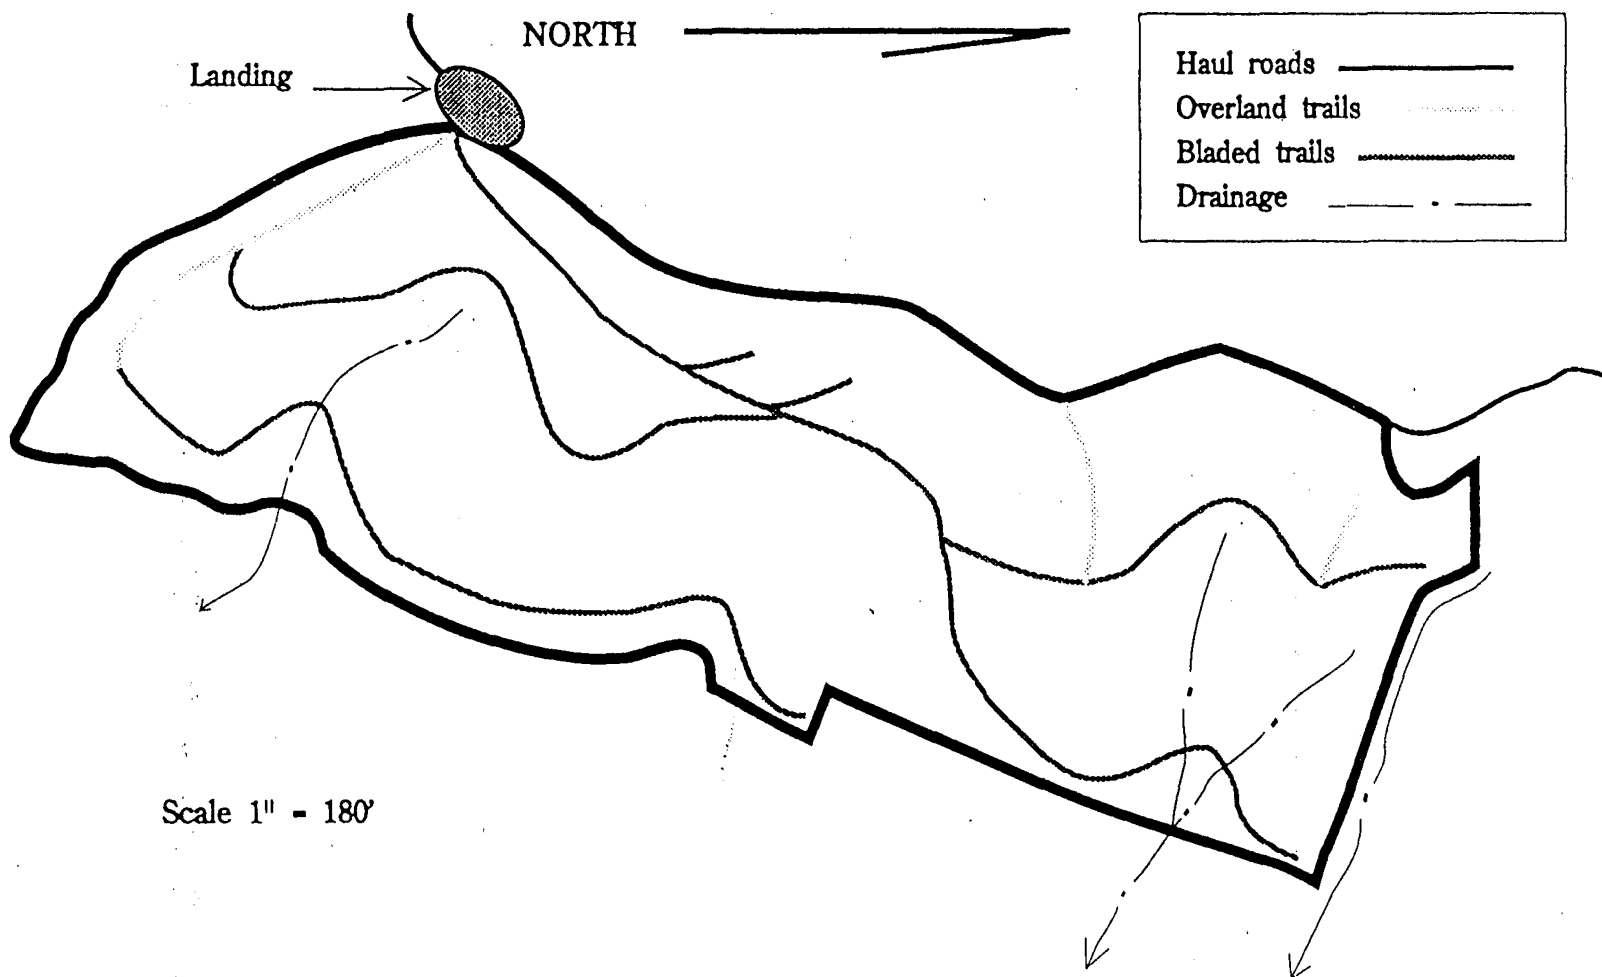 NORTH
Landing
Haul roads
Overland trails
Bladed trails
Drainage
Scale 1" = 180'